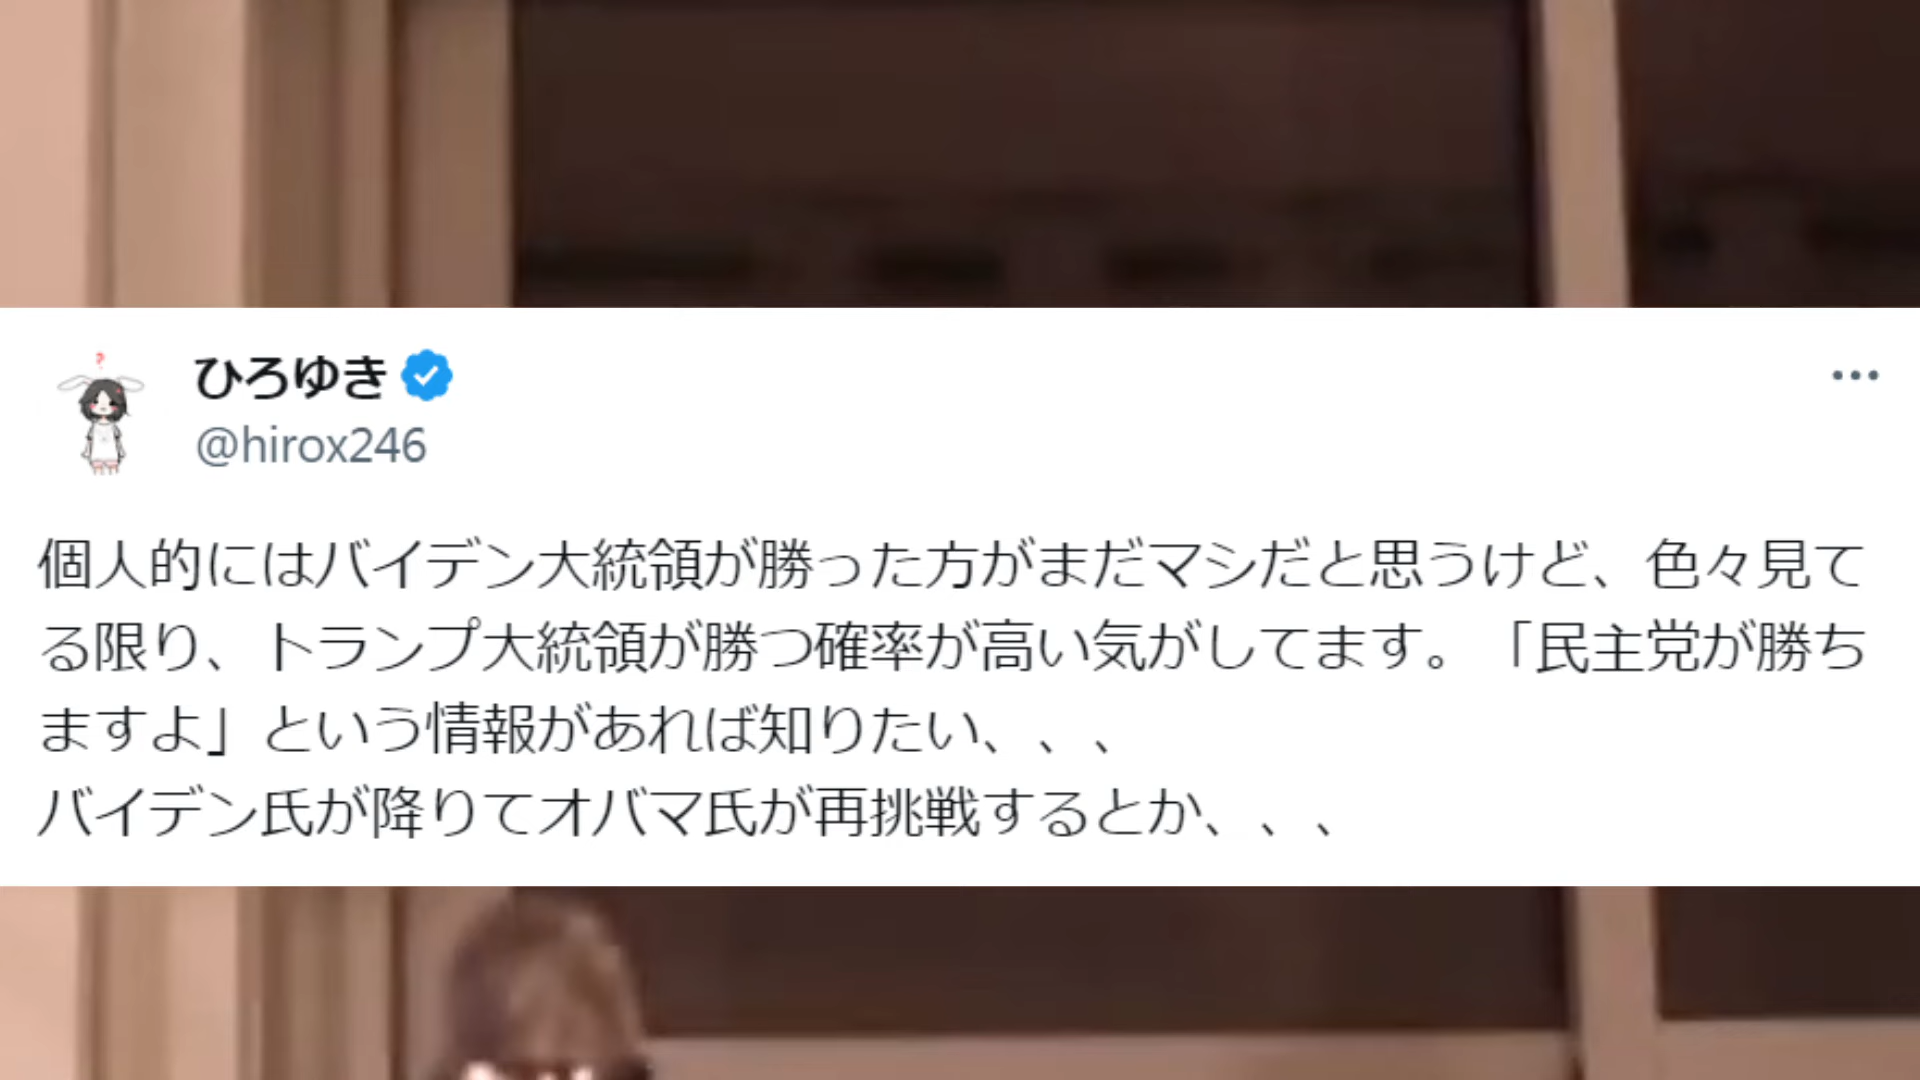 ひろゆき
@hirox246
個人的にはバイデン大統領が勝った方がまだマシだと思うけど、色々見て
る限り、トランプ大統領が勝つ確率が高い気がしてます。「民主党が勝ち
ますよ」という情報があれば知りたい、、、
バイデン氏が降りてオバマ氏が再挑戦するとか、、、